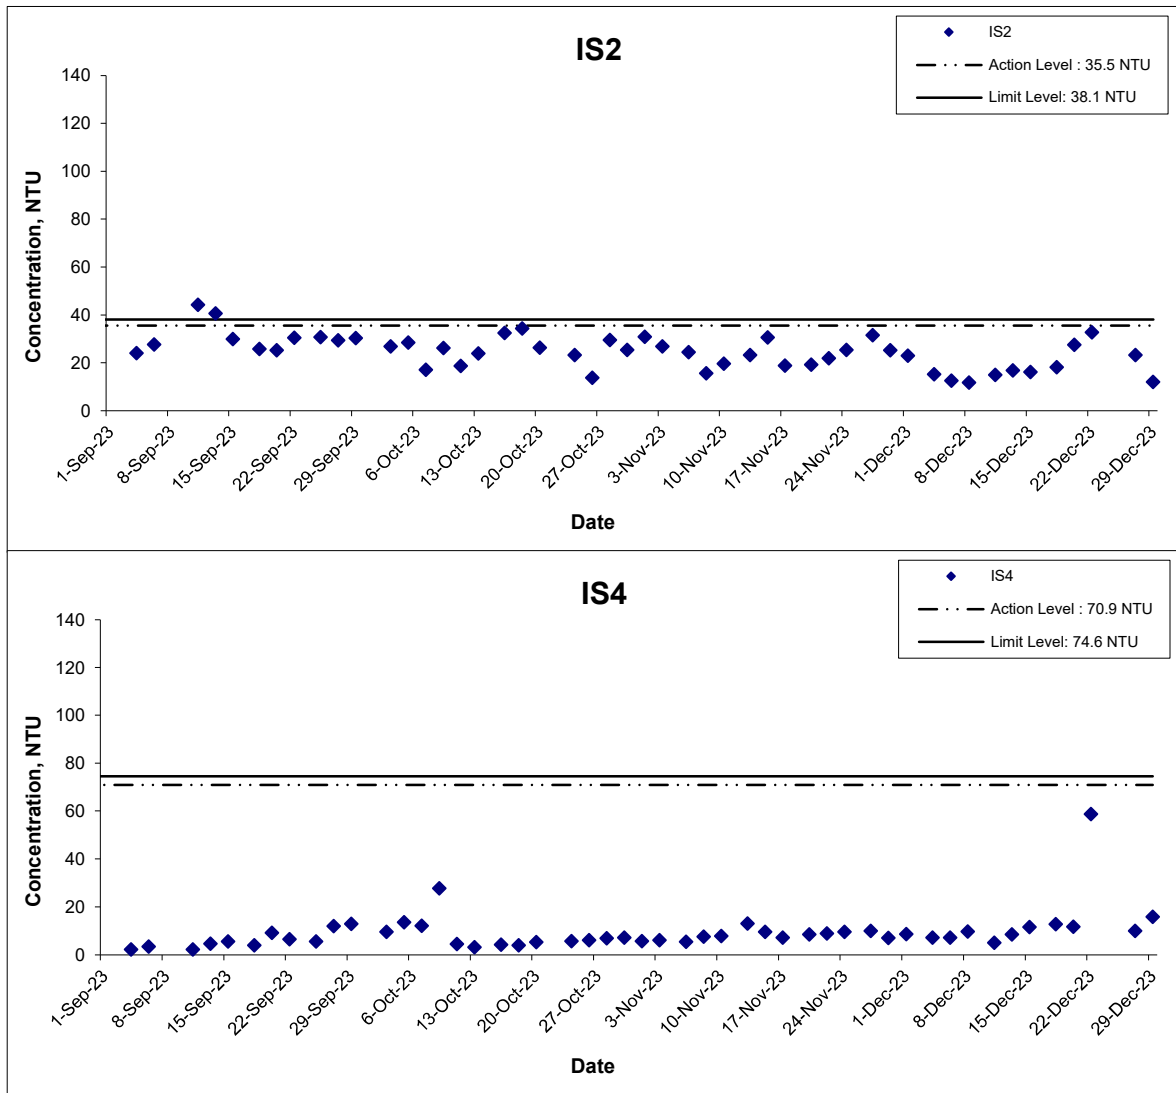 IS2
IS2
Action Level : 35.5 NTU
Limit Level: 38.1 NTU
Concentration, NTU
140
120
100
80
60
40
20
0
1-Sep-23
8-Sep-23
15-Sep-23
22-Sep-23
29-Sep-23
6-Oct-23
13-Oct-23
20-Oct-23
27-Oct-23
3-Nov-23
10-Nov-23
17-Nov-23
24-Nov-23
1-Dec-23
8-Dec-23
15-Dec-23
22-Dec-23
29-Dec-23
Date
IS4
IS4
Action Level : 70.9 NTU
Limit Level: 74.6 NTU
Concentration, NTU
140
120
100
80
60
40
20
0
1-Sep-23
8-Sep-23
15-Sep-23
22-Sep-23
29-Sep-23
6-Oct-23
13-Oct-23
20-Oct-23
27-Oct-23
3-Nov-23
10-Nov-23
17-Nov-23
24-Nov-23
1-Dec-23
8-Dec-23
15-Dec-23
22-Dec-23
29-Dec-23
Date